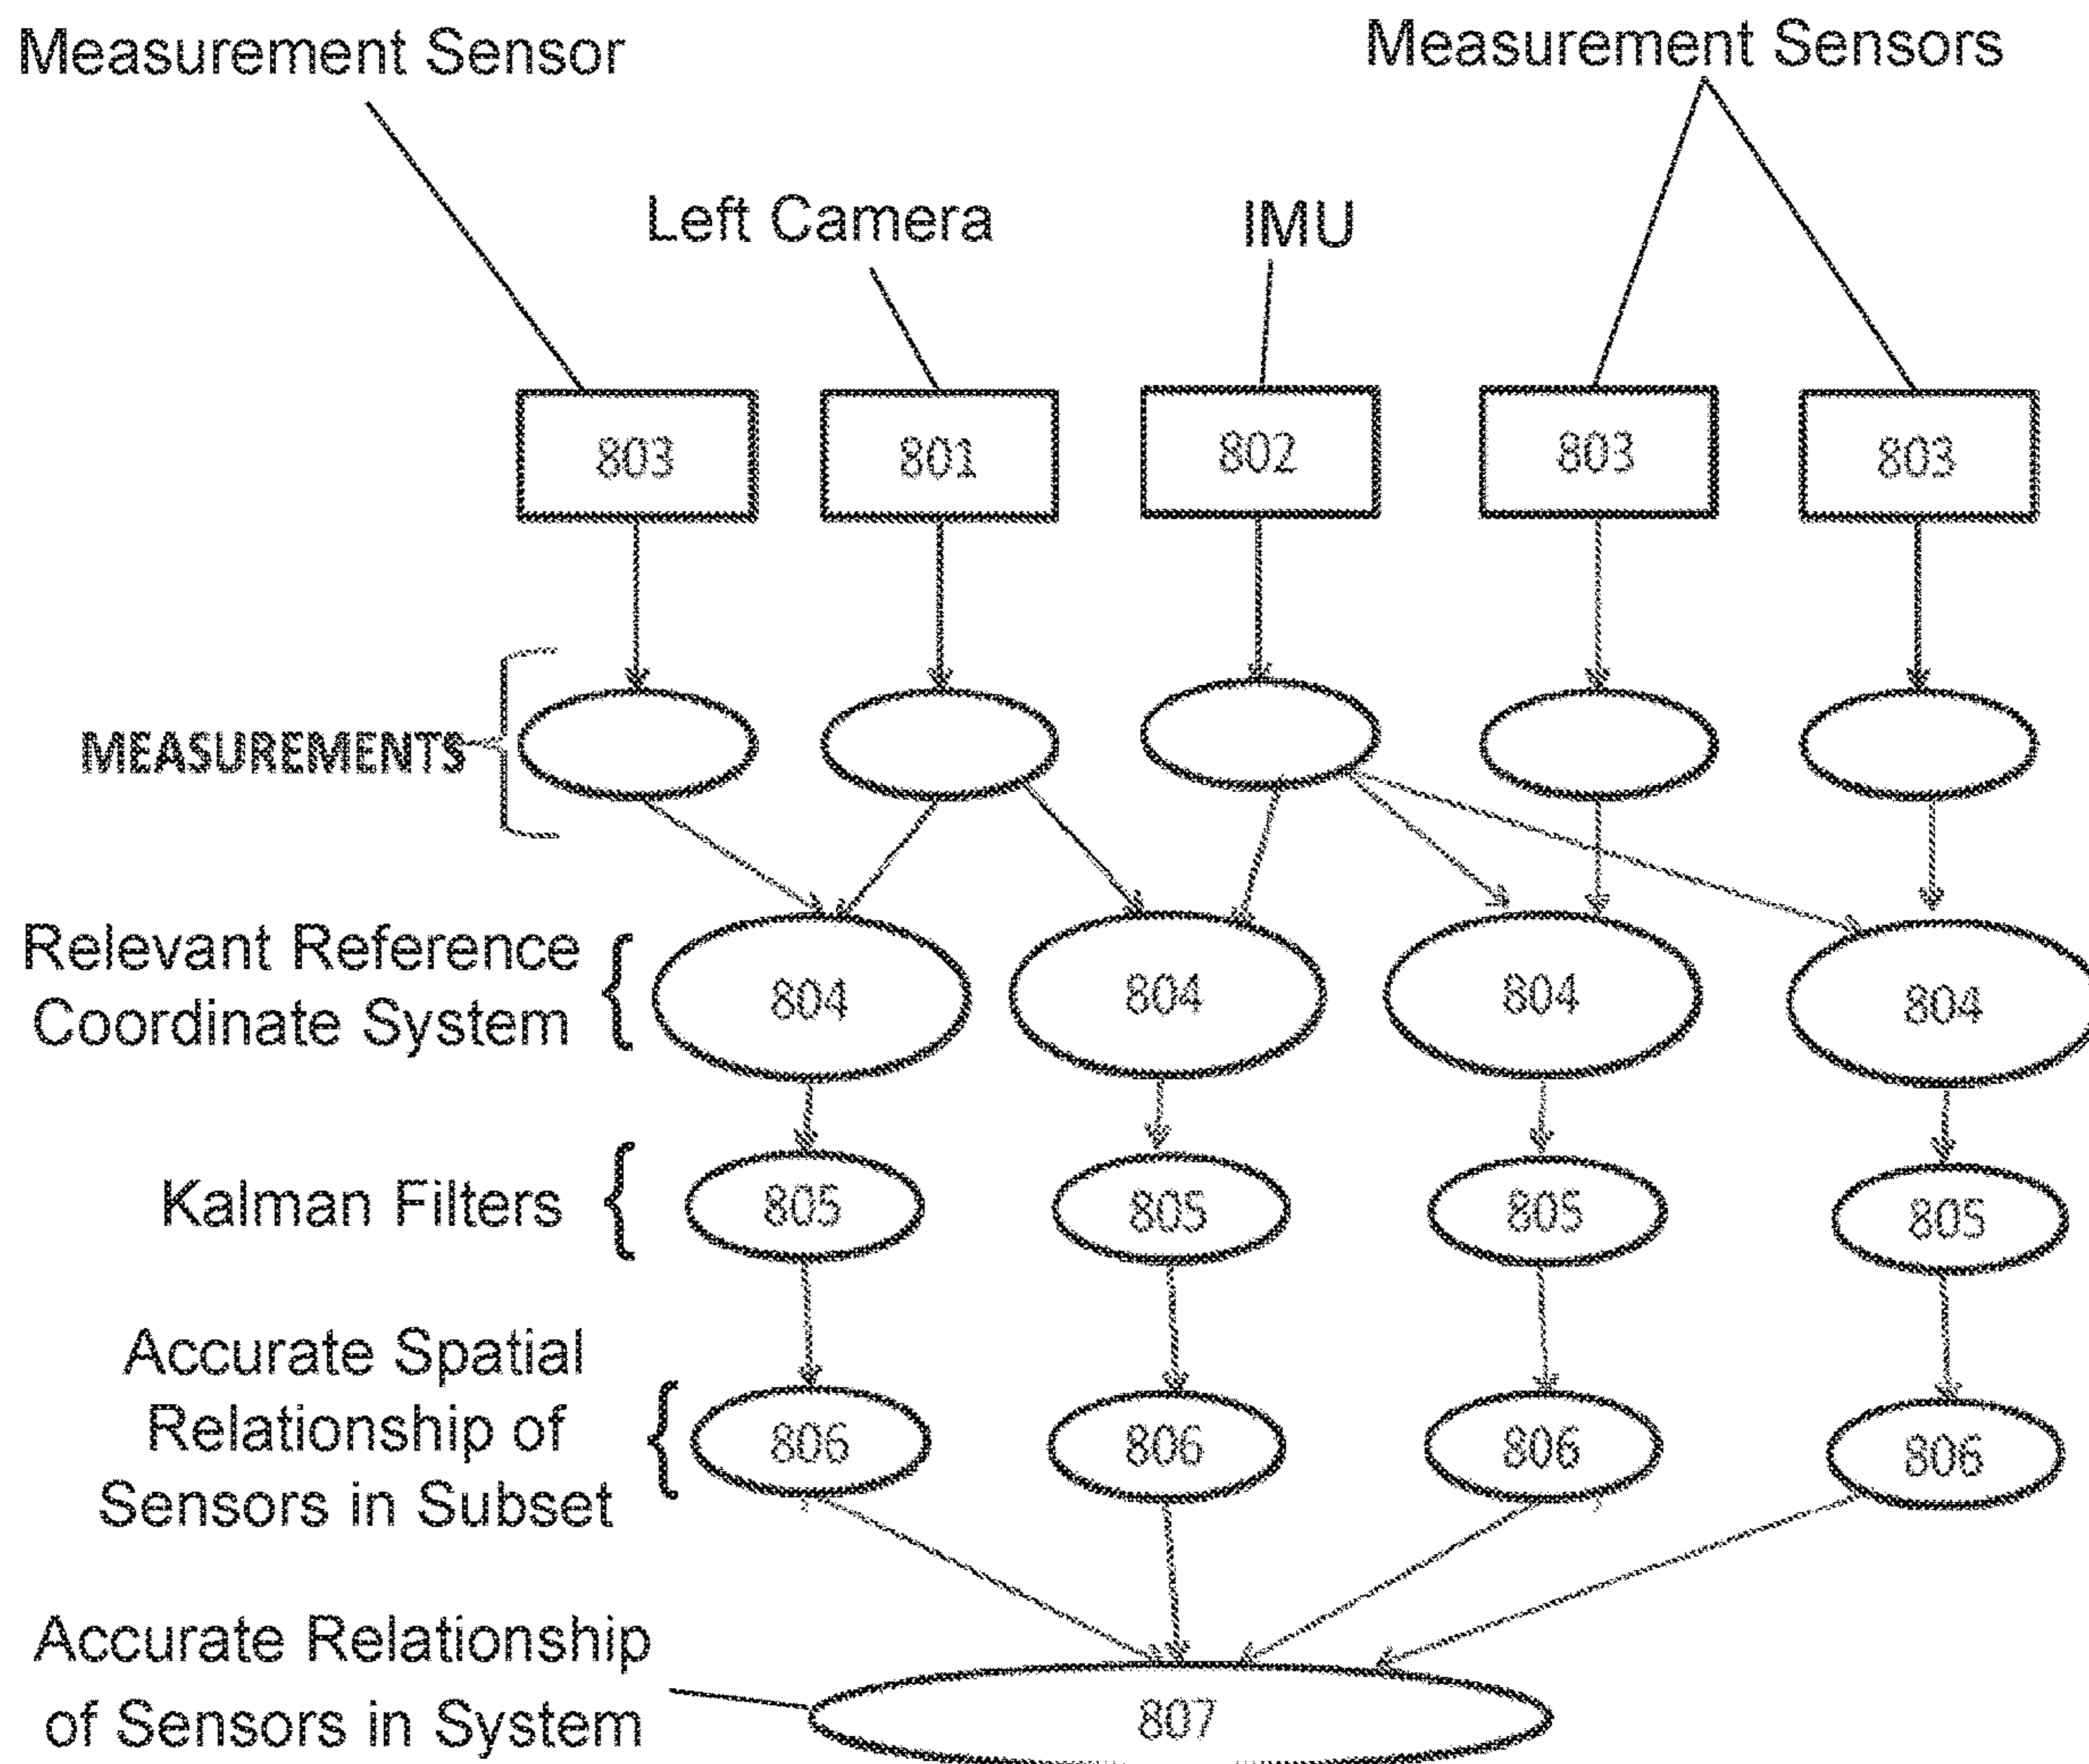 Measurement Sensor
Measurement Sensors
Left Camera
IMU
803
801
802
803
803
MEASUREMENTS
Relevant Reference
Coordinate System
804
804
804
804
Kalman Filters
805
805
805
805
Accurate Spatial
Relationship of
Sensors in Subset
806
806
806
806
Accurate Relationship
of Sensors in System
807